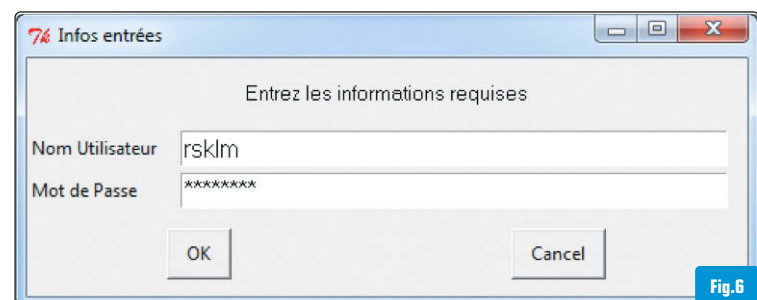 Infos entrées
Entrez les informations requises
Nom Utilisateur rsklm
Mot de Passe ********
OK Cancel
Fig.6